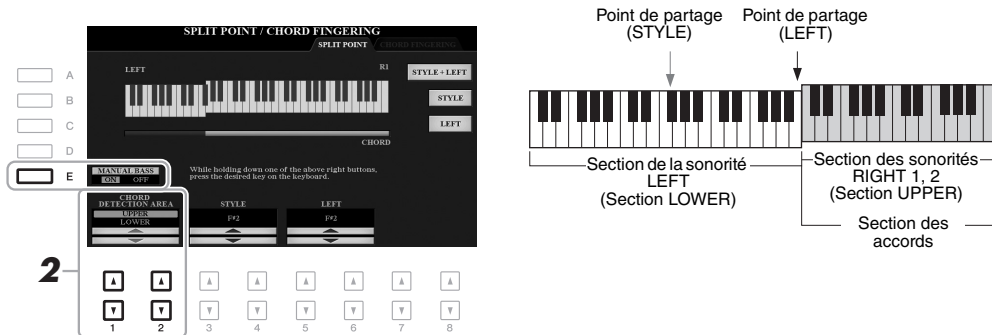 SPLIT POINT / CHORD FINGERING
SPLIT POINT
CHORD FINGERING
LEFT
R1
STYLE + LEFT
STYLE
LEFT
CHORD
A
B
C
D
E
MANUAL BASS
ON OFF
While holding down one of the above right buttons,
press the desired key on the keyboard.
CHORD
DETECTION AREA
UPPER
LOWER
STYLE
F#2
LEFT
F#2
2
1 2 3 4 5 6 7 8
Point de partage
(STYLE)
Point de partage
(LEFT)
Section de la sonorité
LEFT
(Section LOWER)
Section des sonorités
RIGHT 1, 2
(Section UPPER)
Section des
accords